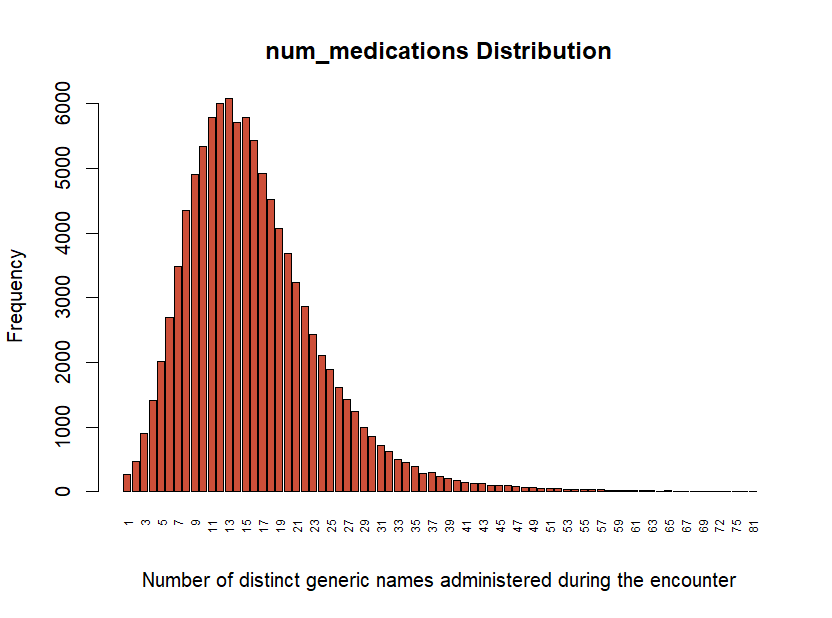 num_medications Distribution
Frequency
0 1000 2000 3000 4000 5000 6000
1 3 5 7 9 11 13 15 17 19 21 23 25 27 29 31 33 35 37 39 41 43 45 47 49 51 53 55 57 59 61 63 65 67 69 72 75 81
Number of distinct generic names administered during the encounter